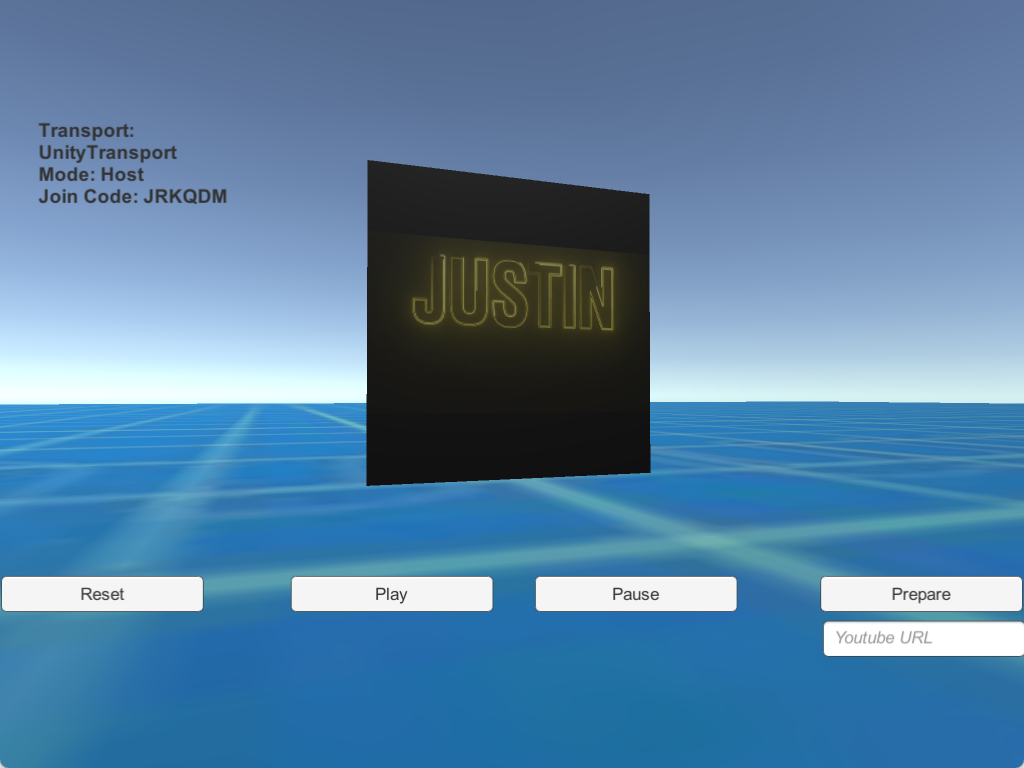 Transport:
UnityTransport
Mode: Host
Join Code: JRKQDM
JUSTIN
Reset
Play
Pause
Prepare
Youtube URL